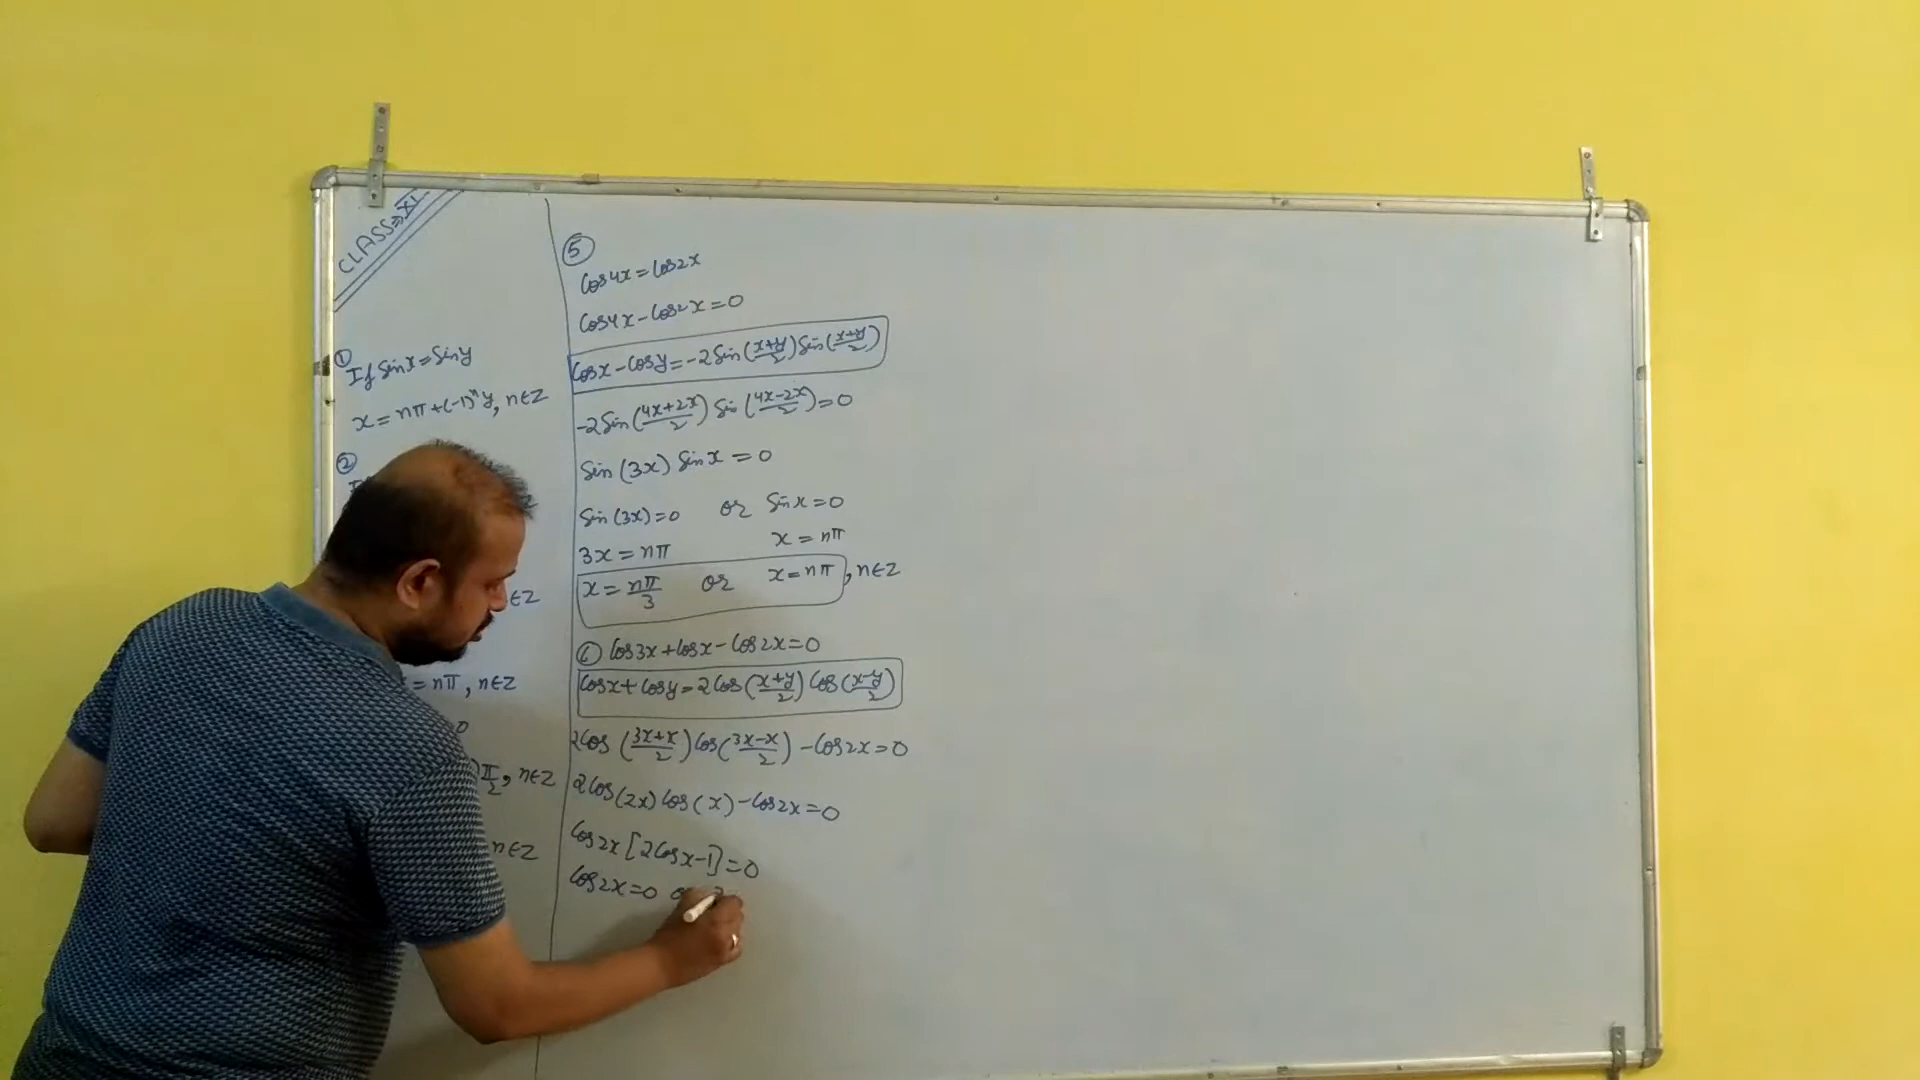 CLASS⇒XI
①
If Sinx=Siny
x=nπ+(-1)ⁿy, n∈Z
②
∈Z
=nπ, n∈Z
0
)π/2, n∈Z
n∈Z
⑤
Cos4x=Cos2x
Cos4x-Cos2x=0
Cosx-Cosy=-2Sin((x+y)/2)Sin((x+y)/2)
-2Sin((4x+2x)/2) Sin((4x-2x)/2)=0
Sin(3x) Sinx=0
Sin(3x)=0 or Sinx=0
3x=nπ x=nπ
x=nπ/3 or x=nπ, n∈Z
Cos3x+Cosx-Cos2x=0
Cosx+Cosy=2Cos((x+y)/2) Cos((x-y)/2)
2Cos((3x+x)/2)Cos((3x-x)/2)-Cos2x=0
2Cos(2x)Cos(x)-Cos2x=0
Cos2x[2Cosx-1]=0
Cos2x=0